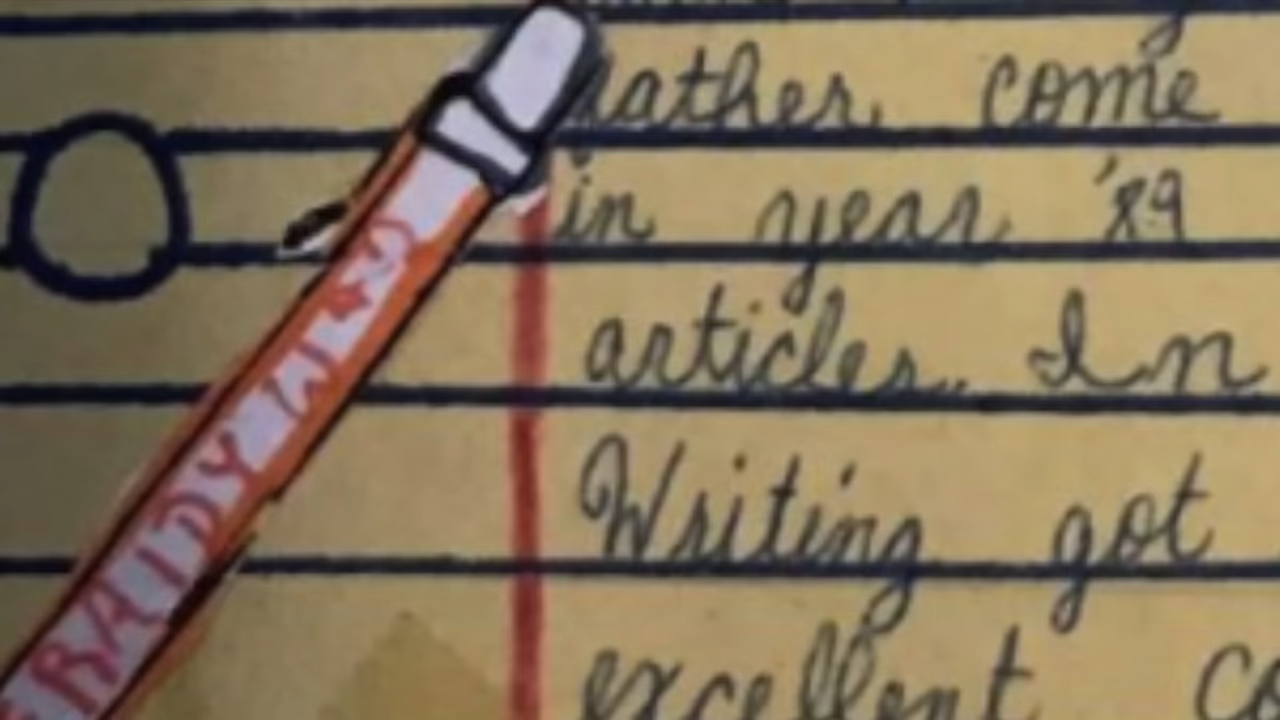 rather come
in year '89
articles. In
Writing got
excellent